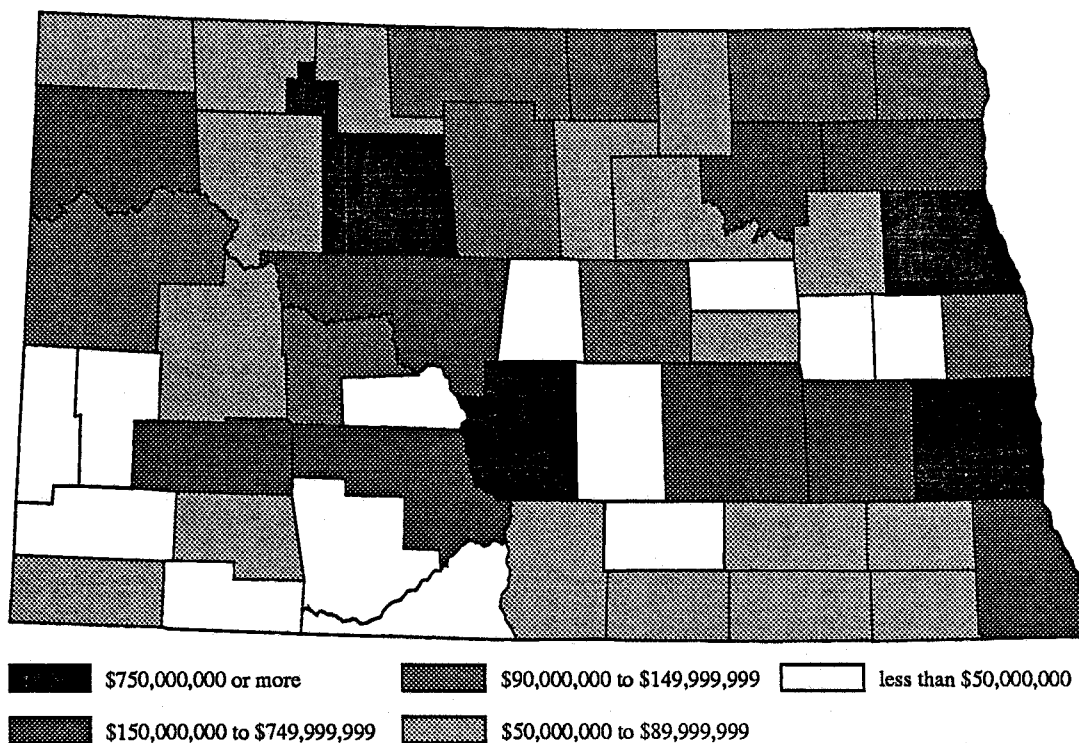 $750,000,000 or more
$90,000,000 to $149,999,999
less than $50,000,000
$150,000,000 to $749,999,999
$50,000,000 to $89,999,999